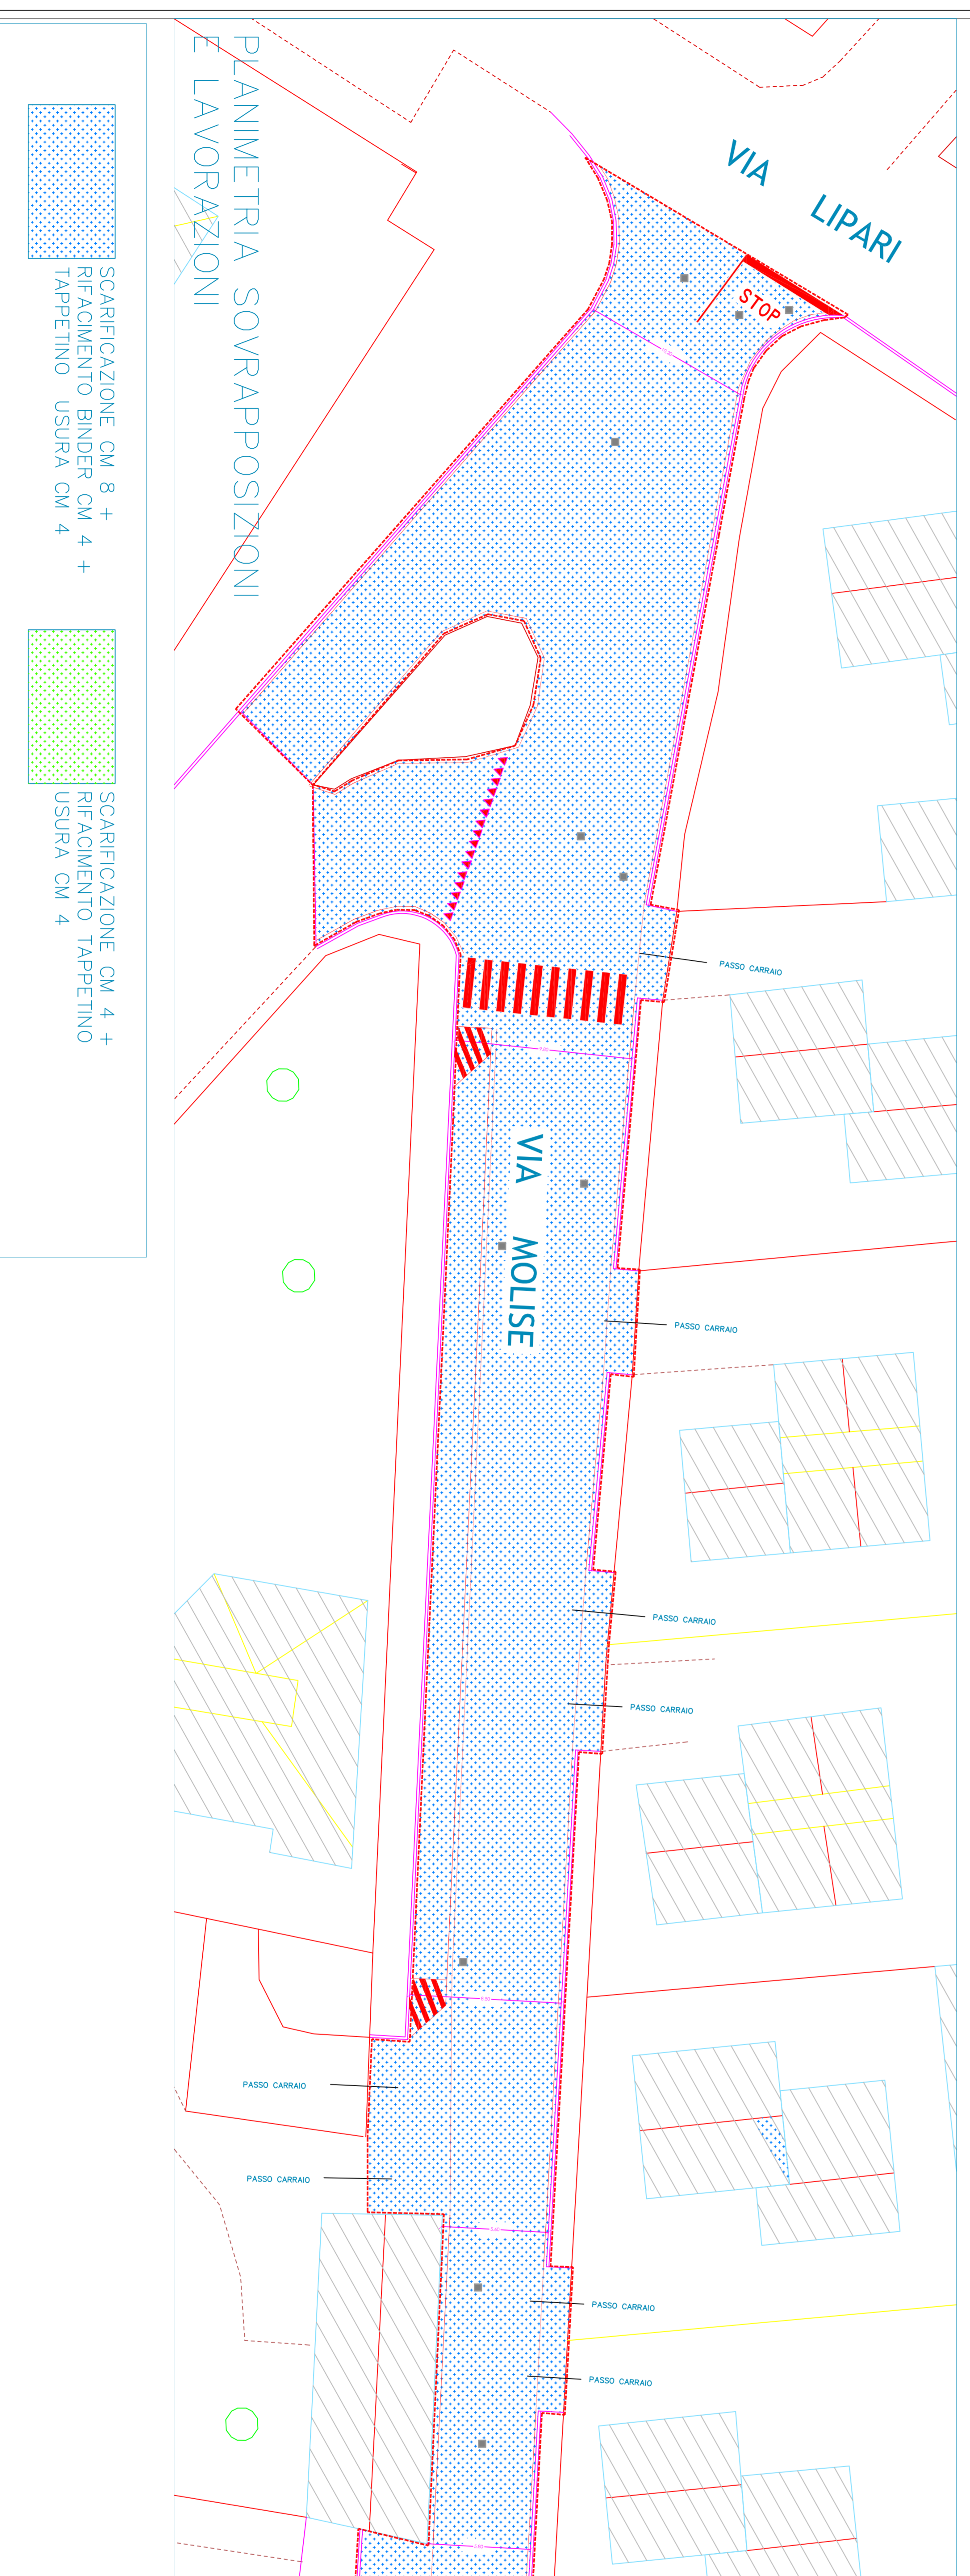 PLANIMETRIA SOVRAPPOSIZIONI
E LAVORAZIONI
SCARIFICAZIONE CM 8 +
RIFACIMENTO BINDER CM 4 +
TAPPETINO USURA CM 4
SCARIFICAZIONE CM 4 +
RIFACIMENTO TAPPETINO
USURA CM 4
VIA LIPARI
STOP
PASSO CARRAIO
VIA MOLISE
PASSO CARRAIO
PASSO CARRAIO
PASSO CARRAIO
PASSO CARRAIO
PASSO CARRAIO
PASSO CARRAIO
PASSO CARRAIO